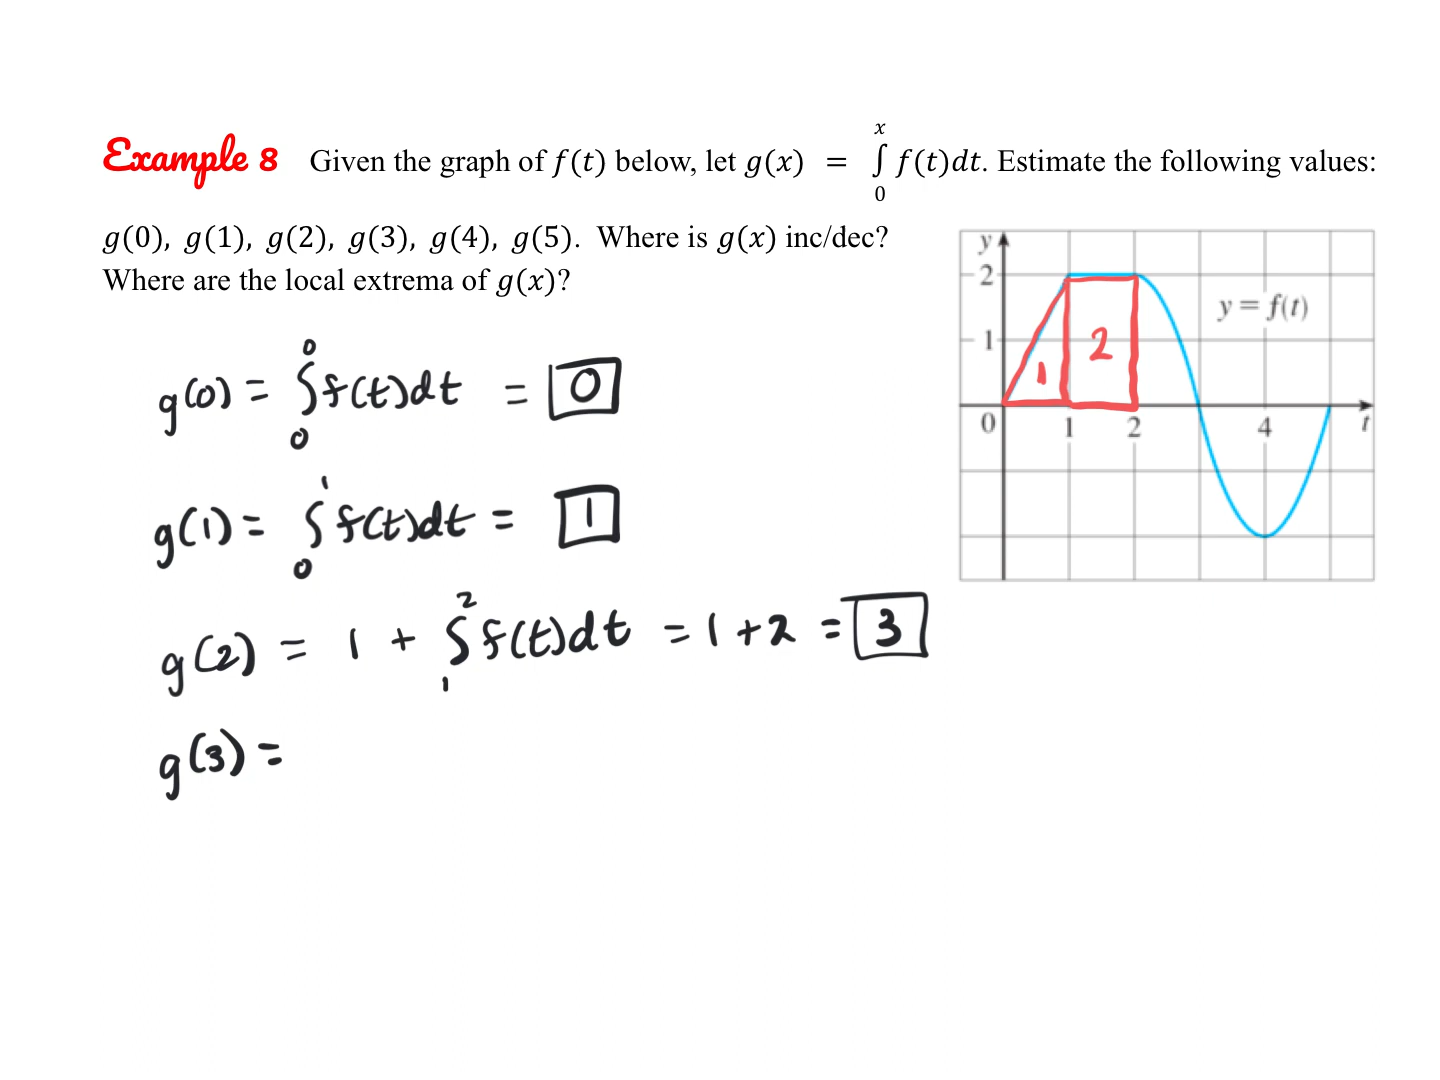 Example 8 Given the graph of f(t) below, let g(x) = ∫₀ˣ f(t)dt. Estimate the following values:
g(0), g(1), g(2), g(3), g(4), g(5). Where is g(x) inc/dec?
Where are the local extrema of g(x)?
g(0) = ∫₀⁰ f(t)dt = 0
g(1) = ∫₀¹ f(t)dt = 1
g(2) = 1 + ∫₁² f(t)dt = 1 + 2 = 3
g(3) =
y
2
y = f(t)
1
1 2
0 1 2 4 t